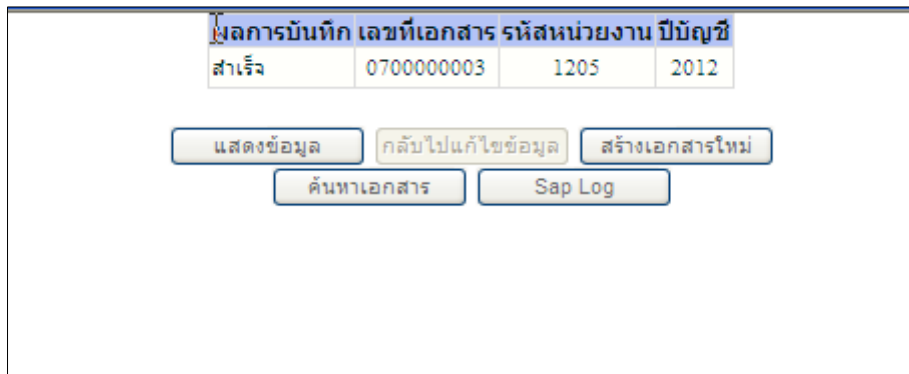 ผลการบันทึก เลขที่เอกสาร รหัสหน่วยงาน ปีบัญชี
สำเร็จ 0700000003 1205 2012
แสดงข้อมูล กลับไปแก้ไขข้อมูล สร้างเอกสารใหม่
ค้นหาเอกสาร Sap Log